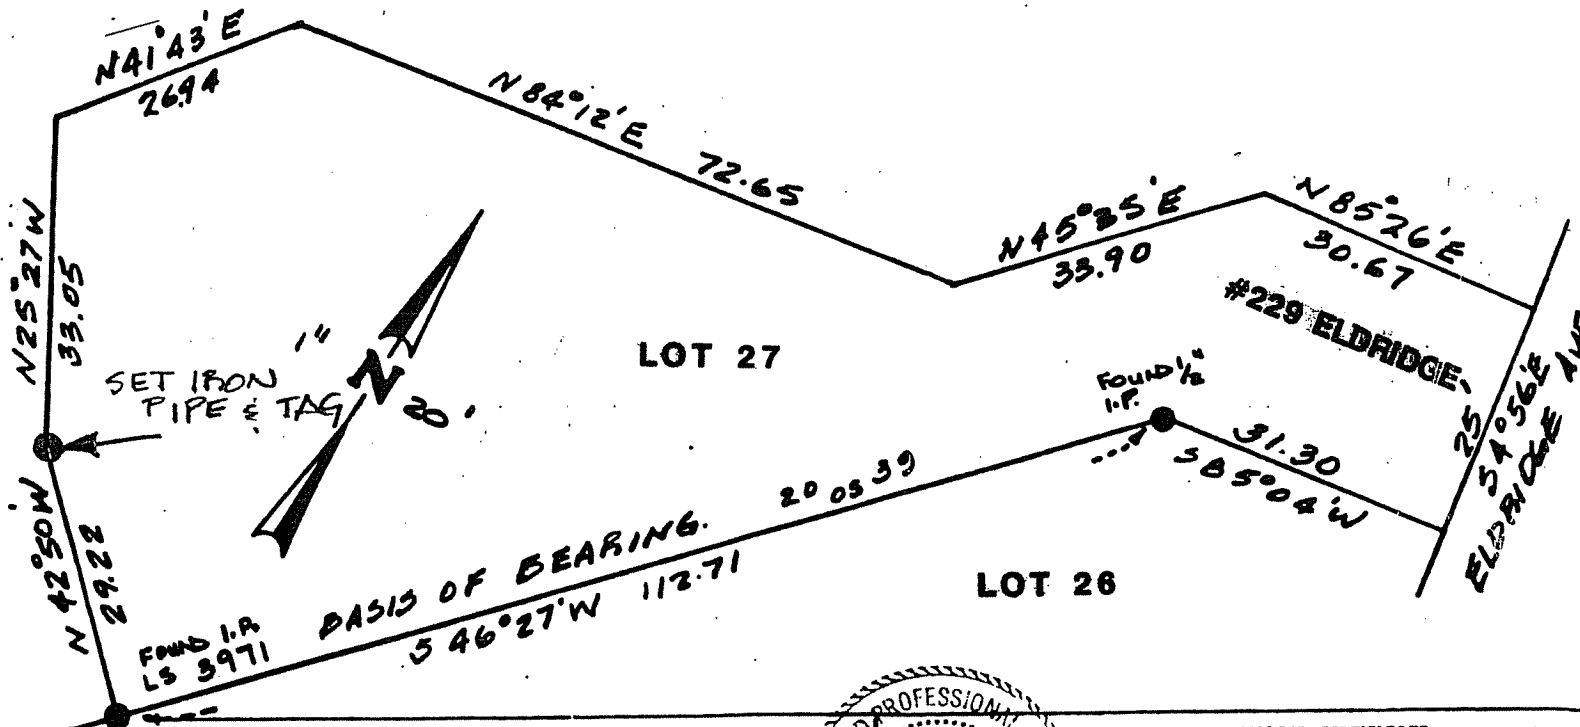 N41°43'E
26.94
N84°12'E 72.65
N45°35'E
33.90
N85°26'E
30.67
#229 ELDRIDGE-
N25°27'W
33.05
SET 1" IRON
PIPE & TAG
N
20'
LOT 27
FOUND 1/2"
I.P.
31.30
S85°04'W
25
S4°56'E
ELDRIDGE AVE
N42°50'W
29.22
FOUND I.P.
LS 3971
BASIS OF BEARING.
20 05 39
S46°27'W 112.71
LOT 26
PROFESSIONAL